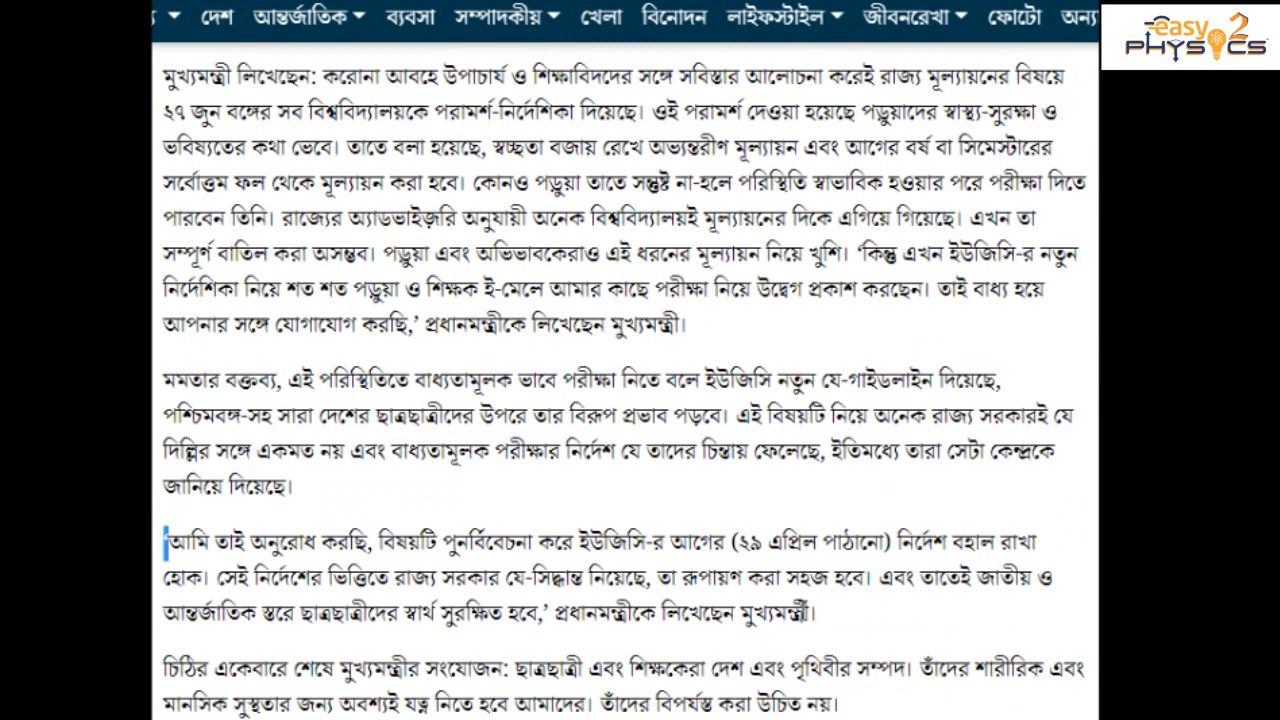 দেশ আন্তর্জাতিক ব্যবসা সম্পাদকীয় খেলা বিনোদন লাইফস্টাইল জীবনরেখা ফোটো অন্য
easy 2
PHYSICS
মুখ্যমন্ত্রী লিখেছেন: করোনা আবহে উপাচার্য ও শিক্ষাবিদদের সঙ্গে সবিস্তার আলোচনা করেই রাজ্য মূল্যায়নের বিষয়ে
২৭ জুন বঙ্গের সব বিশ্ববিদ্যালয়কে পরামর্শ-নির্দেশিকা দিয়েছে। ওই পরামর্শ দেওয়া হয়েছে পড়ুয়াদের স্বাস্থ্য-সুরক্ষা ও
ভবিষ্যতের কথা ভেবে। তাতে বলা হয়েছে, স্বচ্ছতা বজায় রেখে অভ্যন্তরীণ মূল্যায়ন এবং আগের বর্ষ বা সিমেস্টারের
সর্বোত্তম ফল থেকে মূল্যায়ন করা হবে। কোনও পড়ুয়া তাতে সন্তুষ্ট না-হলে পরিস্থিতি স্বাভাবিক হওয়ার পরে পরীক্ষা দিতে
পারবেন তিনি। রাজ্যের অ্যাডভাইজ়রি অনুযায়ী অনেক বিশ্ববিদ্যালয়ই মূল্যায়নের দিকে এগিয়ে গিয়েছে। এখন তা
সম্পূর্ণ বাতিল করা অসম্ভব। পড়ুয়া এবং অভিভাবকেরাও এই ধরনের মূল্যায়ন নিয়ে খুশি। ‘কিন্তু এখন ইউজিসি-র নতুন
নির্দেশিকা নিয়ে শত শত পড়ুয়া ও শিক্ষক ই-মেলে আমার কাছে পরীক্ষা নিয়ে উদ্বেগ প্রকাশ করছেন। তাই বাধ্য হয়ে
আপনার সঙ্গে যোগাযোগ করছি,’ প্রধানমন্ত্রীকে লিখেছেন মুখ্যমন্ত্রী।
মমতার বক্তব্য, এই পরিস্থিতিতে বাধ্যতামূলক ভাবে পরীক্ষা নিতে বলে ইউজিসি নতুন যে-গাইডলাইন দিয়েছে,
পশ্চিমবঙ্গ-সহ সারা দেশের ছাত্রছাত্রীদের উপরে তার বিরূপ প্রভাব পড়বে। এই বিষয়টি নিয়ে অনেক রাজ্য সরকারই যে
দিল্লির সঙ্গে একমত নয় এবং বাধ্যতামূলক পরীক্ষার নির্দেশ যে তাদের চিন্তায় ফেলেছে, ইতিমধ্যে তারা সেটা কেন্দ্রকে
জানিয়ে দিয়েছে।
‘আমি তাই অনুরোধ করছি, বিষয়টি পুনর্বিবেচনা করে ইউজিসি-র আগের (২৯ এপ্রিল পাঠানো) নির্দেশ বহাল রাখা
হোক। সেই নির্দেশের ভিত্তিতে রাজ্য সরকার যে-সিদ্ধান্ত নিয়েছে, তা রূপায়ণ করা সহজ হবে। এবং তাতেই জাতীয় ও
আন্তর্জাতিক স্তরে ছাত্রছাত্রীদের স্বার্থ সুরক্ষিত হবে,’ প্রধানমন্ত্রীকে লিখেছেন মুখ্যমন্ত্রী।
চিঠির একেবারে শেষে মুখ্যমন্ত্রীর সংযোজন: ছাত্রছাত্রী এবং শিক্ষকেরা দেশ এবং পৃথিবীর সম্পদ। তাঁদের শারীরিক এবং
মানসিক সুস্থতার জন্য অবশ্যই যত্ন নিতে হবে আমাদের। তাঁদের বিপর্যস্ত করা উচিত নয়।